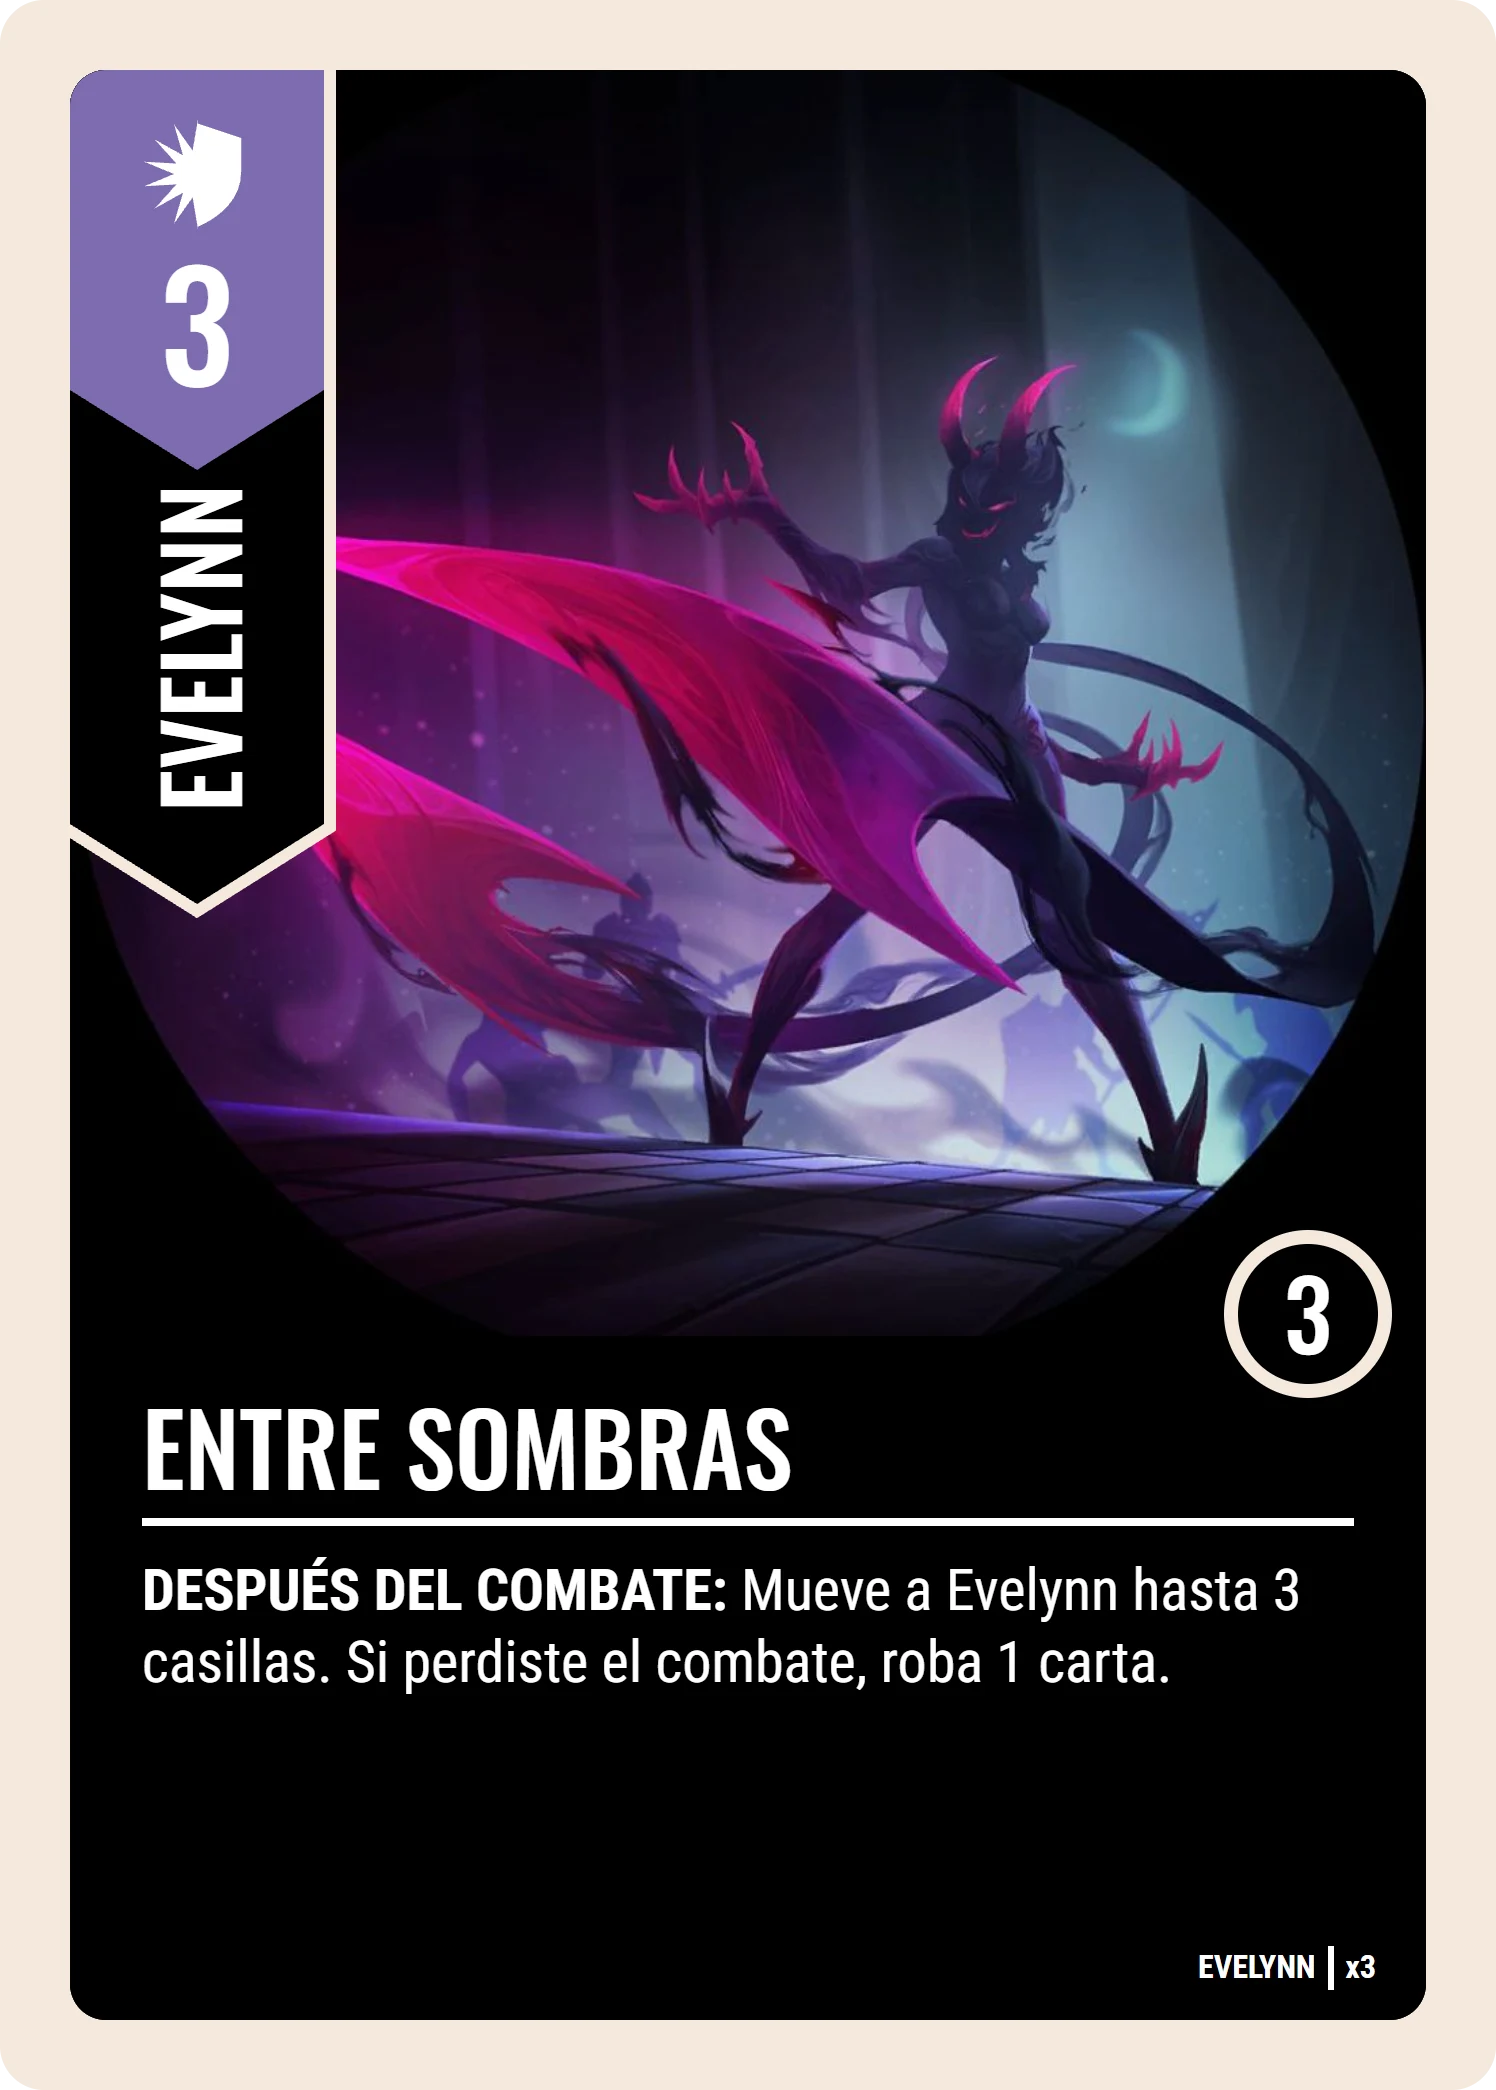 3
EVELYNN
3
ENTRE SOMBRAS
DESPUÉS DEL COMBATE: Mueve a Evelynn hasta 3
casillas. Si perdiste el combate, roba 1 carta.
EVELYNN | x3